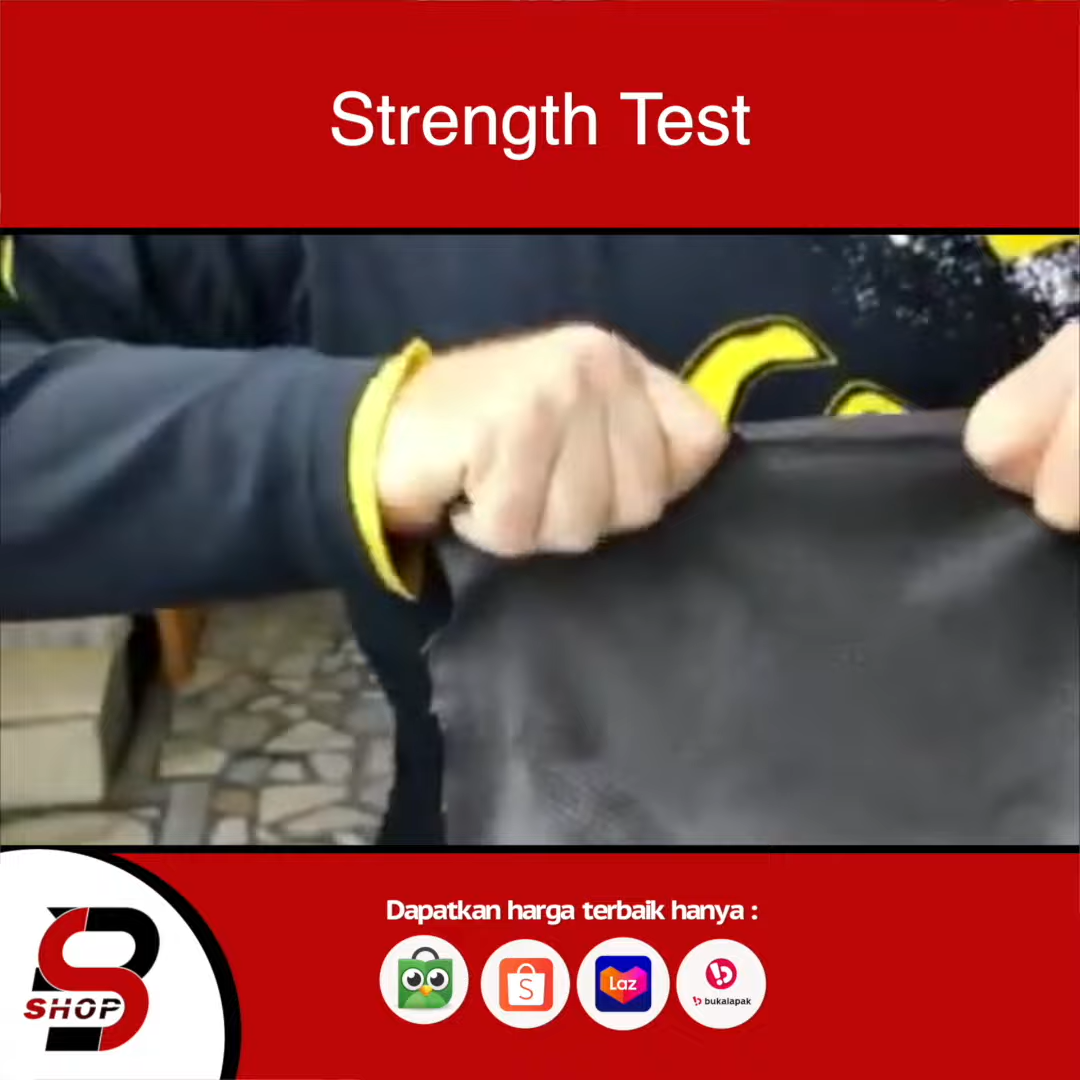 Strength Test
Dapatkan harga terbaik hanya :
SHOP
S
Laz
bukalapak